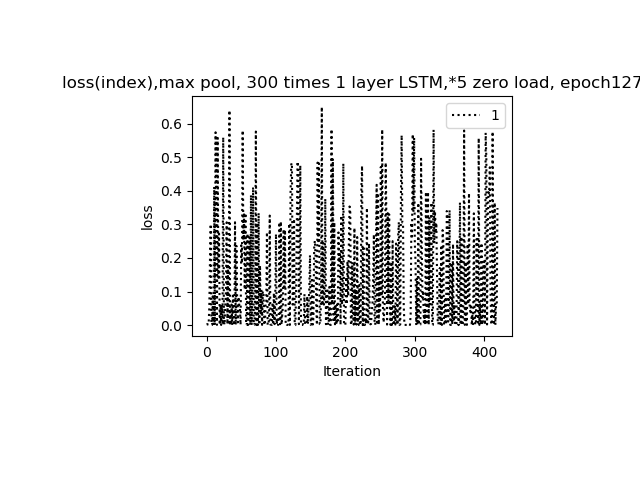 loss(index),max pool, 300 times 1 layer LSTM,*5 zero load, epoch127
1
0.6
0.5
0.4
0.3
0.2
0.1
0.0
loss
0 100 200 300 400
Iteration